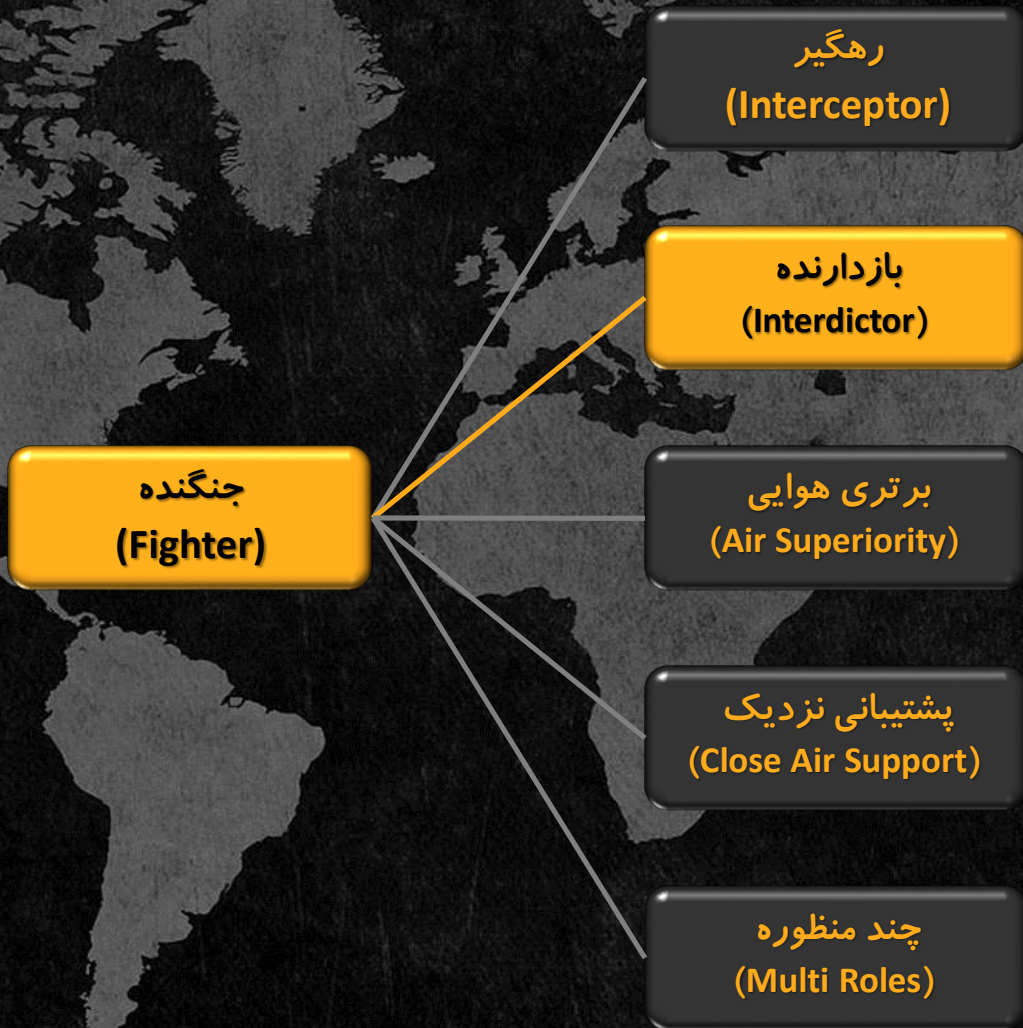 رهگیر
(Interceptor)
بازدارنده
(Interdictor)
جنگنده
(Fighter)
برتری هوایی
(Air Superiority)
پشتیبانی نزدیک
(Close Air Support)
چند منظوره
(Multi Roles)